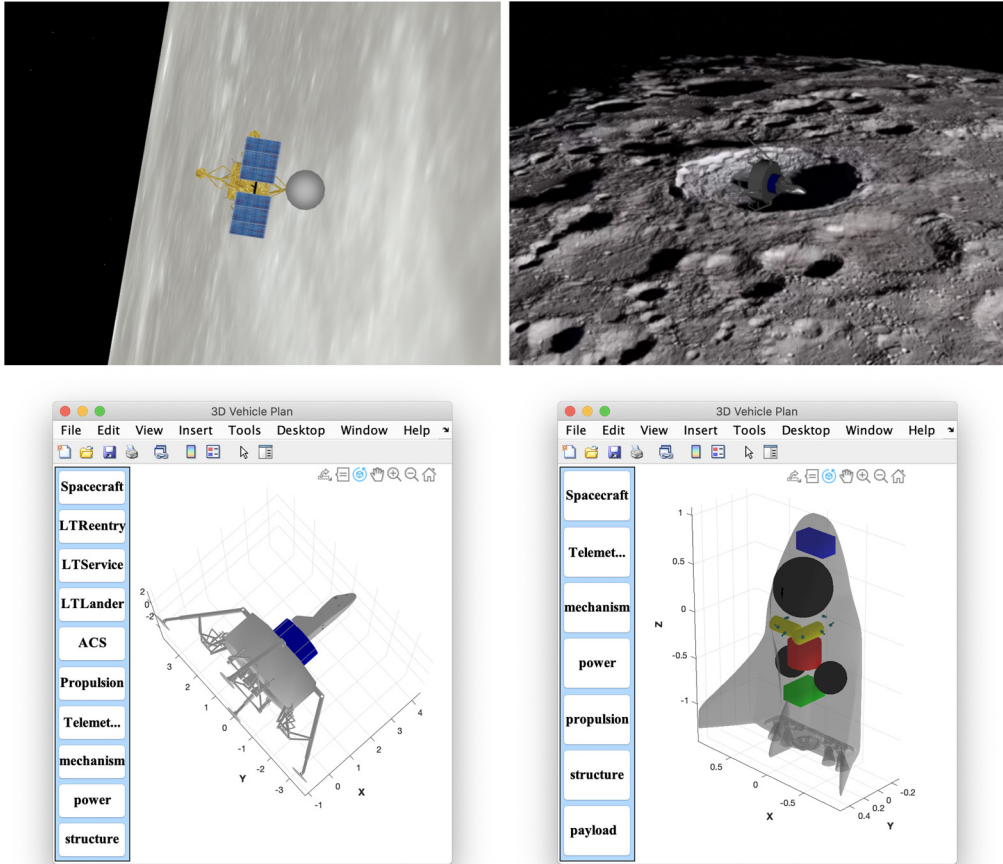 3D Vehicle Plan
File Edit View Insert Tools Desktop Window Help
Spacecraft
LTReentry
LTService
LTLander
ACS
Propulsion
Telemet...
mechanism
power
structure
2
0
-2
3
2
1
0
-1
-2
-3
Y
-1
0
1
2
3
4
X
3D Vehicle Plan
File Edit View Insert Tools Desktop Window Help
Spacecraft
Telemet...
mechanism
power
propulsion
structure
payload
1
0.5
0
-0.5
-1
Z
0.5
0
-0.5
X
0.4
0.2
0
-0.2
Y